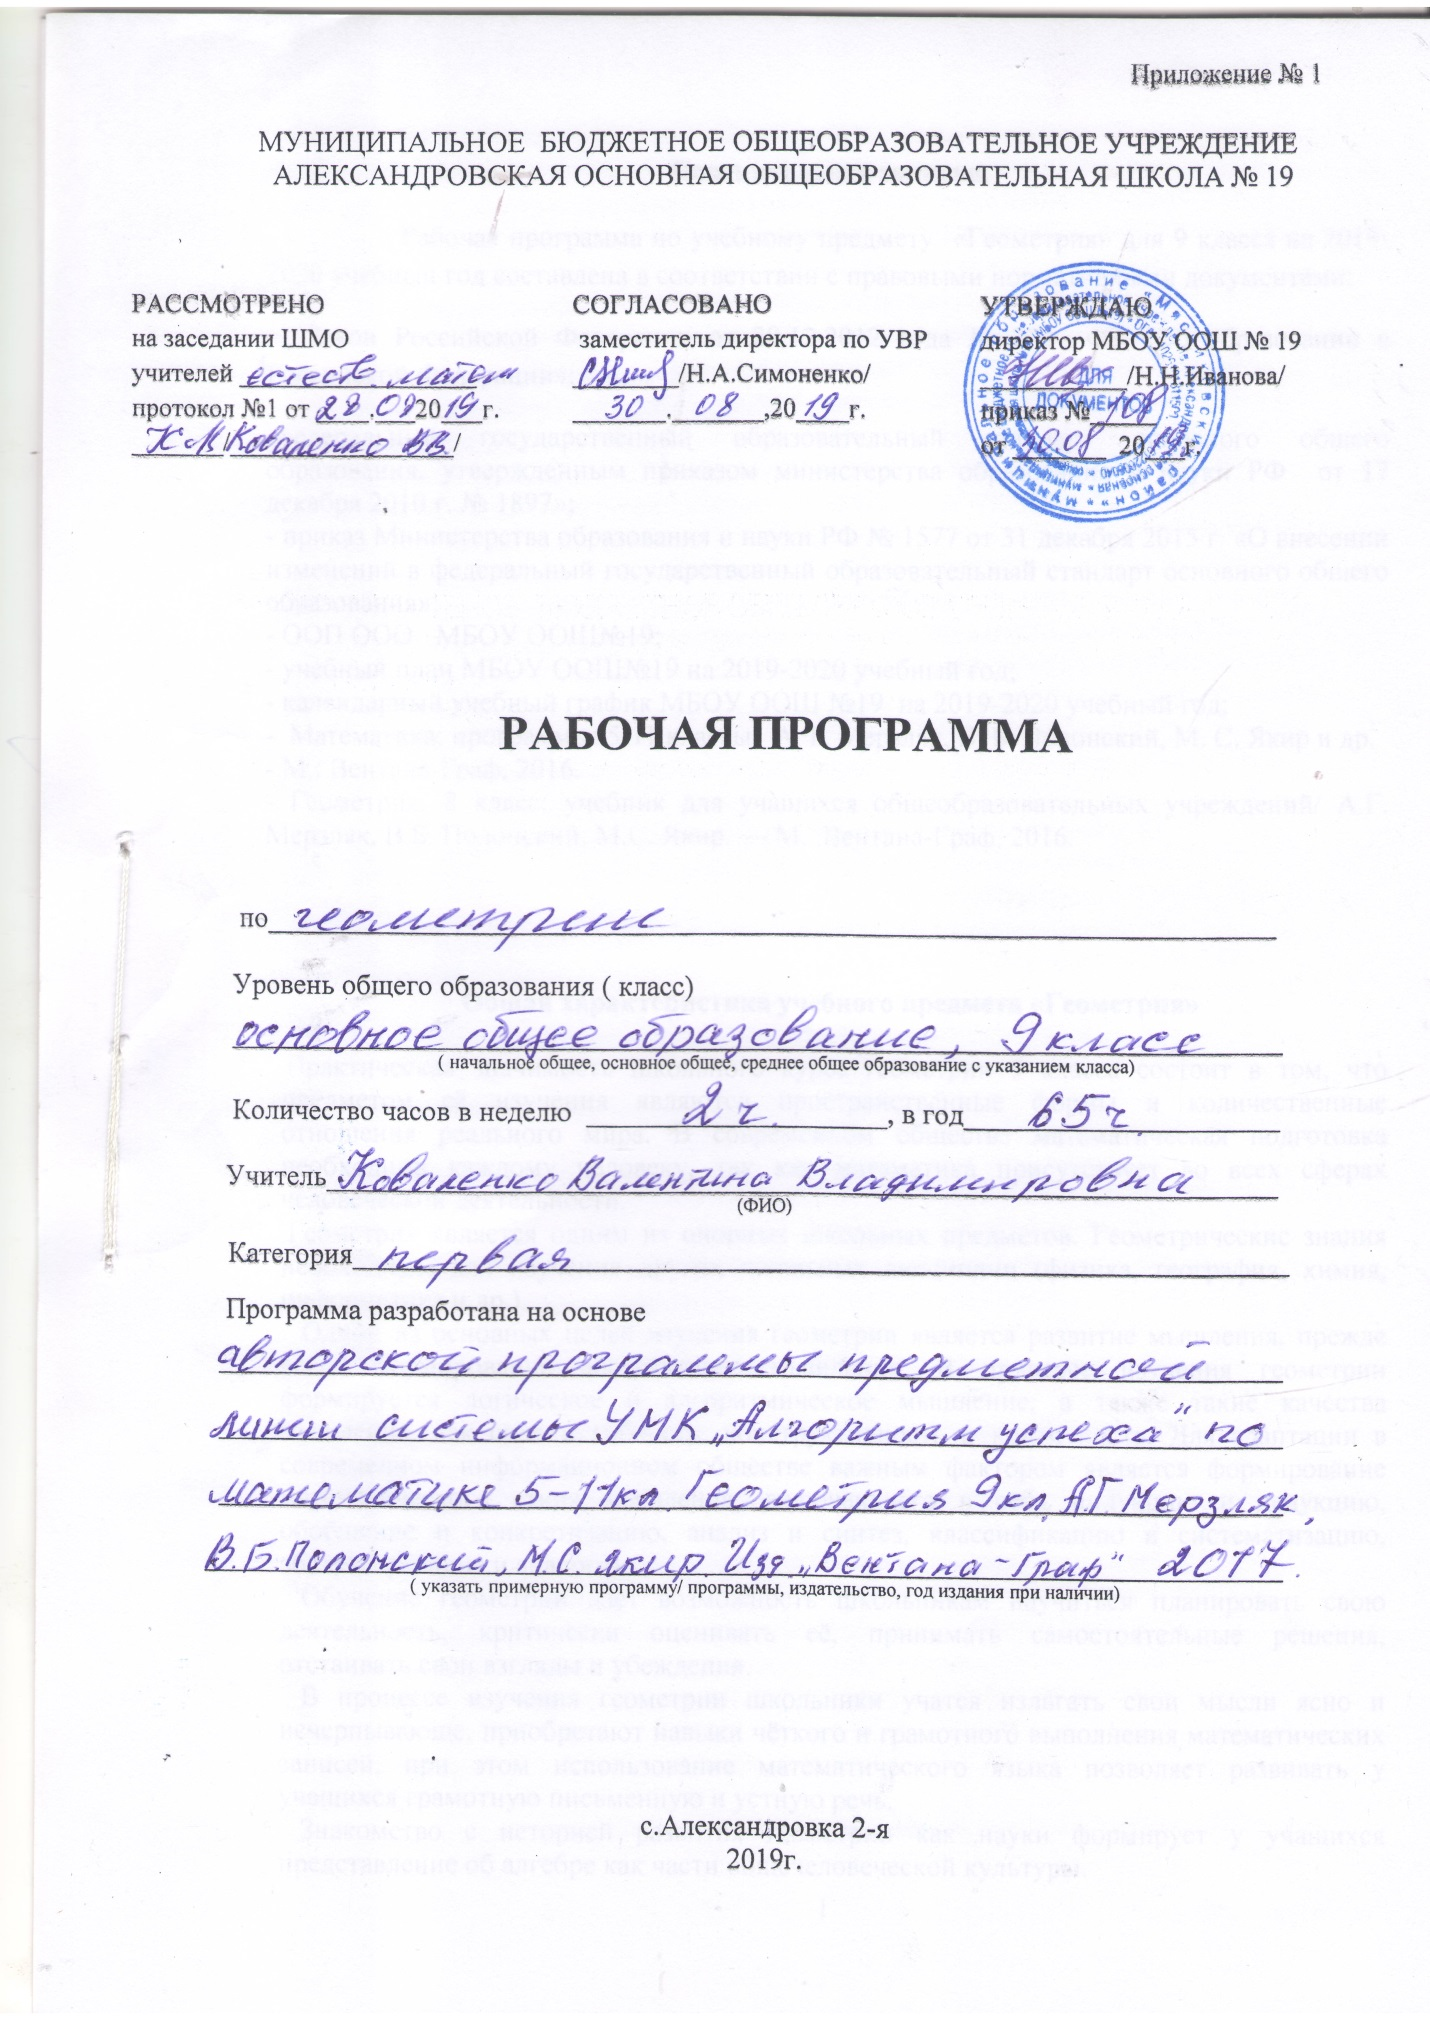 Приложение № 1
МУНИЦИПАЛЬНОЕ БЮДЖЕТНОЕ ОБЩЕОБРАЗОВАТЕЛЬНОЕ УЧРЕЖДЕНИЕ
АЛЕКСАНДРОВСКАЯ ОСНОВНАЯ ОБЩЕОБРАЗОВАТЕЛЬНАЯ ШКОЛА № 19
РАССМОТРЕНО
на заседании ШМО
учителей естеств матем
протокол №1 от 28.08 2019 г.
Коваленко В.В./
СОГЛАСОВАНО
заместитель директора по УВР
/Н.А.Симоненко/
30 . 08 ,2019 г.
УТВЕРЖДАЮ
директор МБОУ ООШ № 19
/Н.Н.Иванова/
приказ № 108
от 08 20 г.
ДЛЯ
ДОКУМЕНТОВ
РАБОЧАЯ ПРОГРАММА
по геометрии
Уровень общего образования ( класс)
основное общее образование, 9 класс
( начальное общее, основное общее, среднее общее образование с указанием класса)
Количество часов в неделю 2 ч. , в год 65 ч
Учитель Коваленко Валентина Владимировна
(ФИО)
Категория первая
Программа разработана на основе
авторской программы предметной
линии системы УМК „Алгоритм успеха" по
математике 5-11кл Геометрия 9кл, А.Г Мерзляк,
В.Б. Полонский, М.С. Якир Изд „Вентана-Граф" 2017.
( указать примерную программу/ программы, издательство, год издания при наличии)
с.Александровка 2-я
2019г.